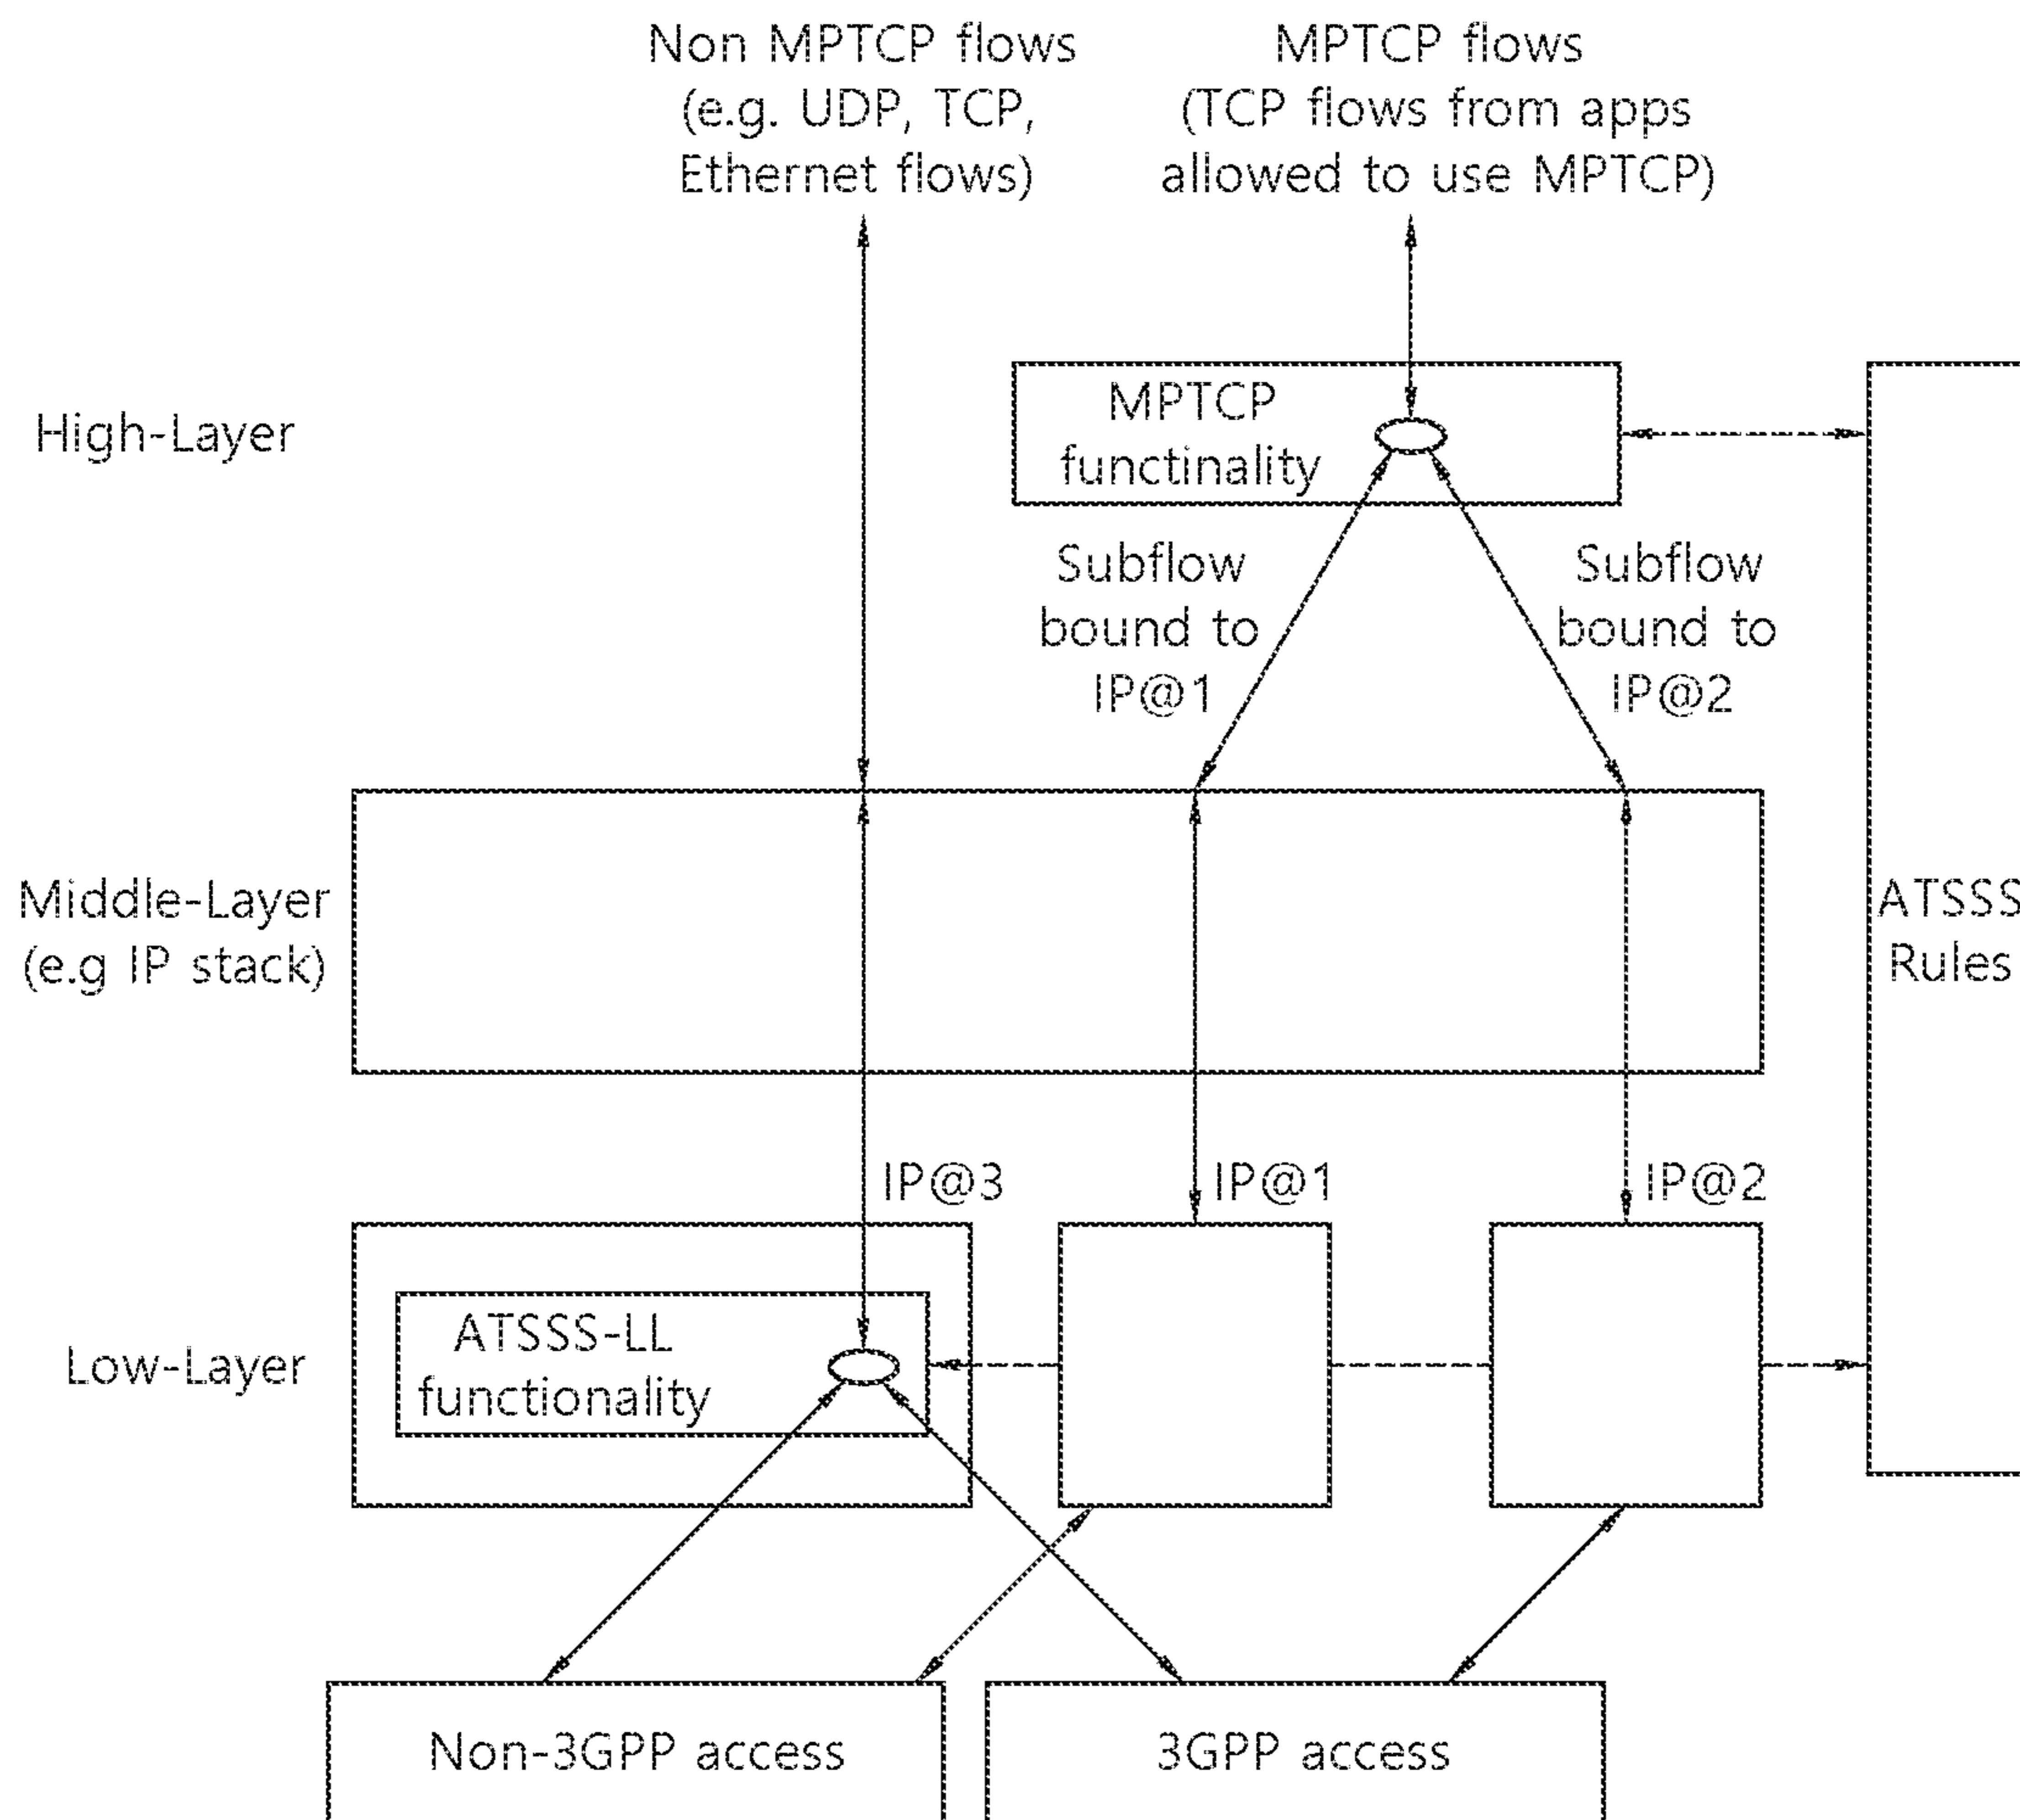 Non MPTCP flows
(e.g. UDP, TCP,
Ethernet flows)
MPTCP flows
(TCP flows from apps
allowed to use MPTCP)
High-Layer
MPTCP
functinality
Subflow
bound to
IP@1
Subflow
bound to
IP@2
Middle-Layer
(e.g IP stack)
ATSSS
Rules
IP@3
IP@1
IP@2
Low-Layer
ATSSS-LL
functionality
Non-3GPP access
3GPP access